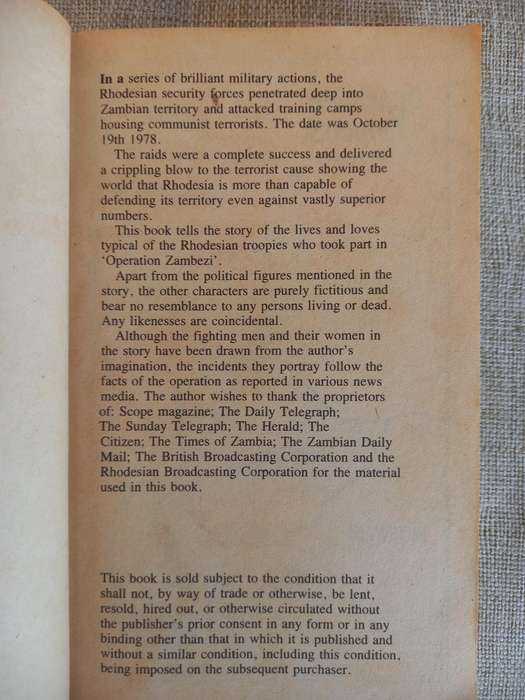 In a series of brilliant military actions, the
Rhodesian security forces penetrated deep into
Zambian territory and attacked training camps
housing communist terrorists. The date was October
19th 1978.
The raids were a complete success and delivered
a crippling blow to the terrorist cause showing the
world that Rhodesia is more than capable of
defending its territory even against vastly superior
numbers.
This book tells the story of the lives and loves
typical of the Rhodesian troopies who took part in
‘Operation Zambezi’.
Apart from the political figures mentioned in the
story, the other characters are purely fictitious and
bear no resemblance to any persons living or dead.
Any likenesses are coincidental.
Although the fighting men and their women in
the story have been drawn from the author’s
imagination, the incidents they portray follow the
facts of the operation as reported in various news
media. The author wishes to thank the proprietors
of: Scope magazine; The Daily Telegraph;
The Sunday Telegraph; The Herald; The
Citizen; The Times of Zambia; The Zambian Daily
Mail; The British Broadcasting Corporation and the
Rhodesian Broadcasting Corporation for the material
used in this book.
This book is sold subject to the condition that it
shall not, by way of trade or otherwise, be lent,
resold, hired out, or otherwise circulated without
the publisher’s prior consent in any form or in any
binding other than that in which it is published and
without a similar condition, including this condition,
being imposed on the subsequent purchaser.